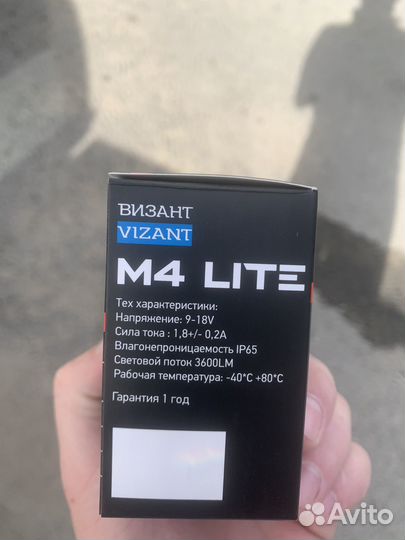 ВИЗАНТ
VIZANT
M4 LITE
Тех характеристики:
Напряжение: 9-18V
Сила тока : 1,8+/- 0,2А
Влагонепроницаемость IP65
Световой поток 3600LM
Рабочая температура: -40°C +80°C
Гарантия 1 год
Avito